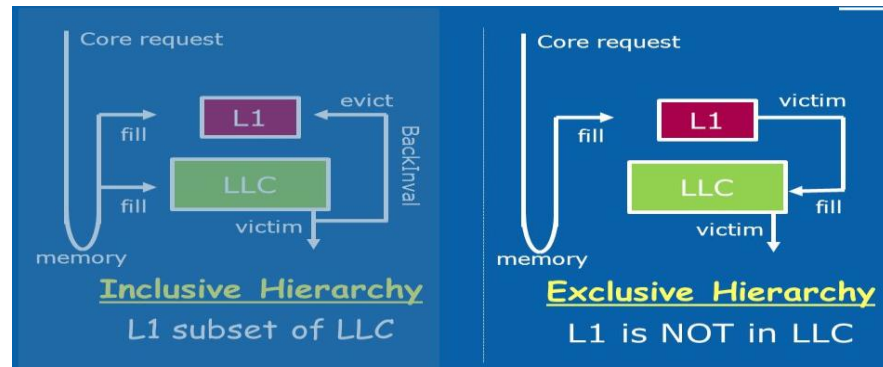 Core request
evict
L1
fill
BackInval
LLC
fill
victim
memory
Inclusive Hierarchy
L1 subset of LLC
Core request
victim
L1
fill
LLC
fill
victim
memory
Exclusive Hierarchy
L1 is NOT in LLC